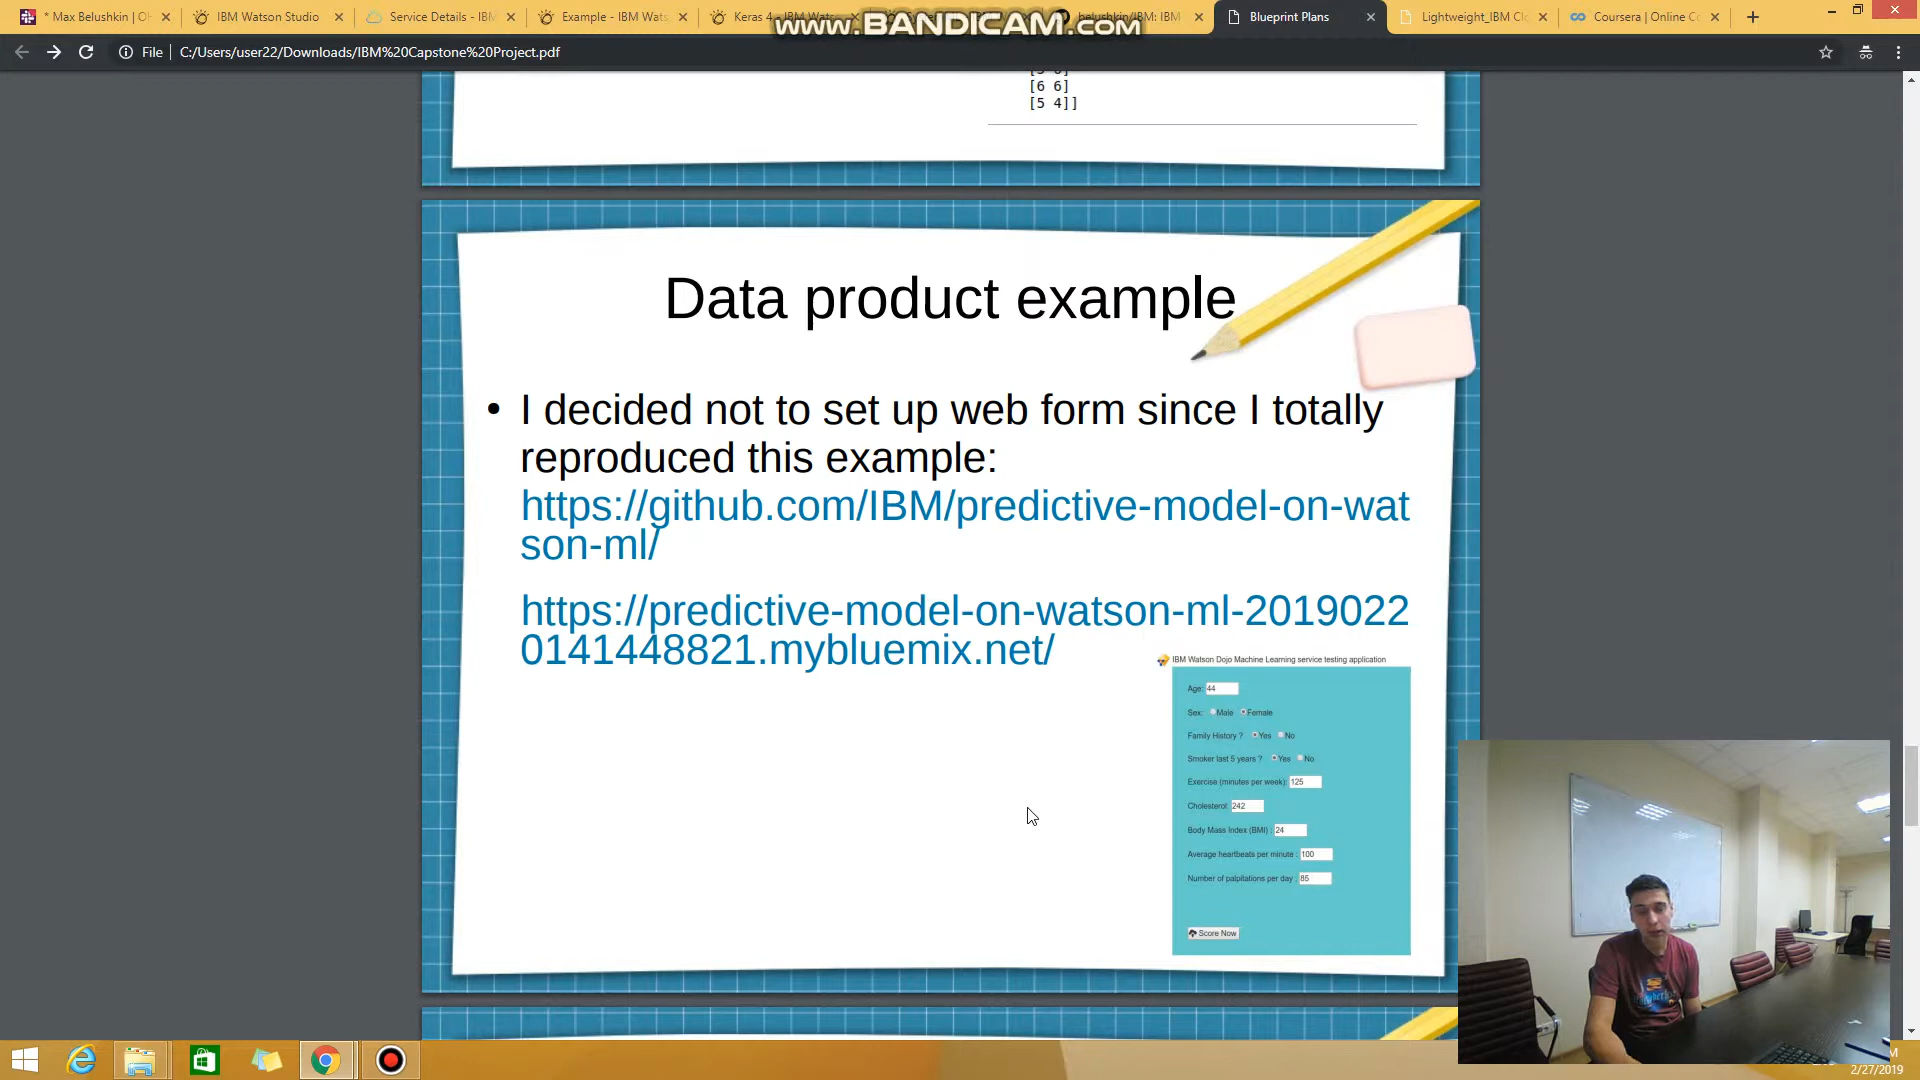 * Max Belushkin | O
IBM Watson Studio
Service Details - IBM
Example - IBM Wats
Keras 4 - IBM Wats
belushkin/IBM: IBM
Blueprint Plans
Lightweight_IBM Cl
Coursera | Online Co
www.BANDICAM.com
File
C:/Users/user22/Downloads/IBM%20Capstone%20Project.pdf
[6 6]
[5 4]]
Data product example
• I decided not to set up web form since I totally
reproduced this example:
https://github.com/IBM/predictive-model-on-wat
son-ml/
https://predictive-model-on-watson-ml-2019022
0141448821.mybluemix.net/
IBM Watson Dojo Machine Learning service testing application
Age: 44
Sex: Male Female
Family History ? Yes No
Smoker last 5 years ? Yes No
Exercise (minutes per week): 125
Cholesterol: 242
Body Mass Index (BMI) : 24
Average heartbeats per minute : 100
Number of palpitations per day : 85
Score Now
2/27/2019